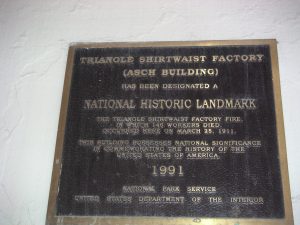 TRIANGLE SHIRTWAIST FACTORY
(ASCH BUILDING)
HAS BEEN DESIGNATED A
NATIONAL HISTORIC LANDMARK
THE TRIANGLE SHIRTWAIST FACTORY FIRE,
IN WHICH 146 WORKERS DIED,
OCCURRED HERE ON MARCH 25, 1911.
THIS BUILDING POSSESSES NATIONAL SIGNIFICANCE
IN COMMEMORATING THE HISTORY OF THE
UNITED STATES OF AMERICA
1991
NATIONAL PARK SERVICE
UNITED STATES DEPARTMENT OF THE INTERIOR